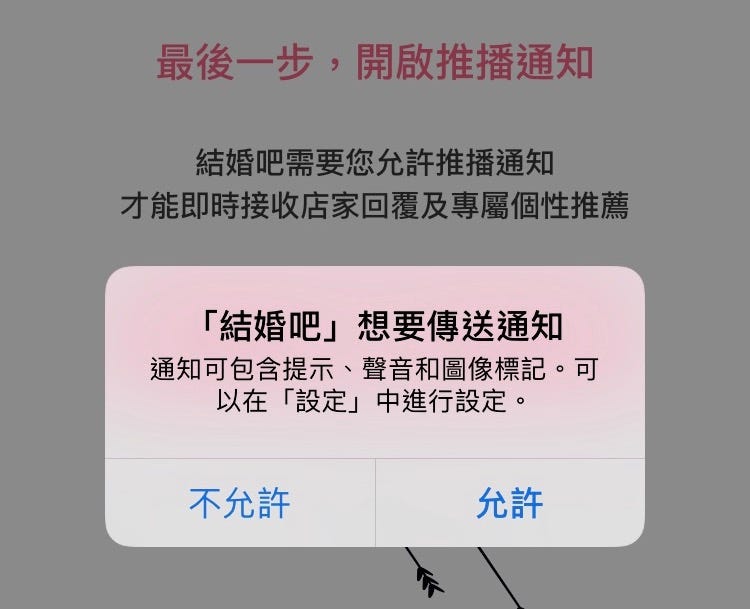 最後一步，開啟推播通知
結婚吧需要您允許推播通知
才能即時接收店家回覆及專屬個性推薦
「結婚吧」想要傳送通知
通知可包含提示、聲音和圖像標記。可
以在「設定」中進行設定。
不允許
允許